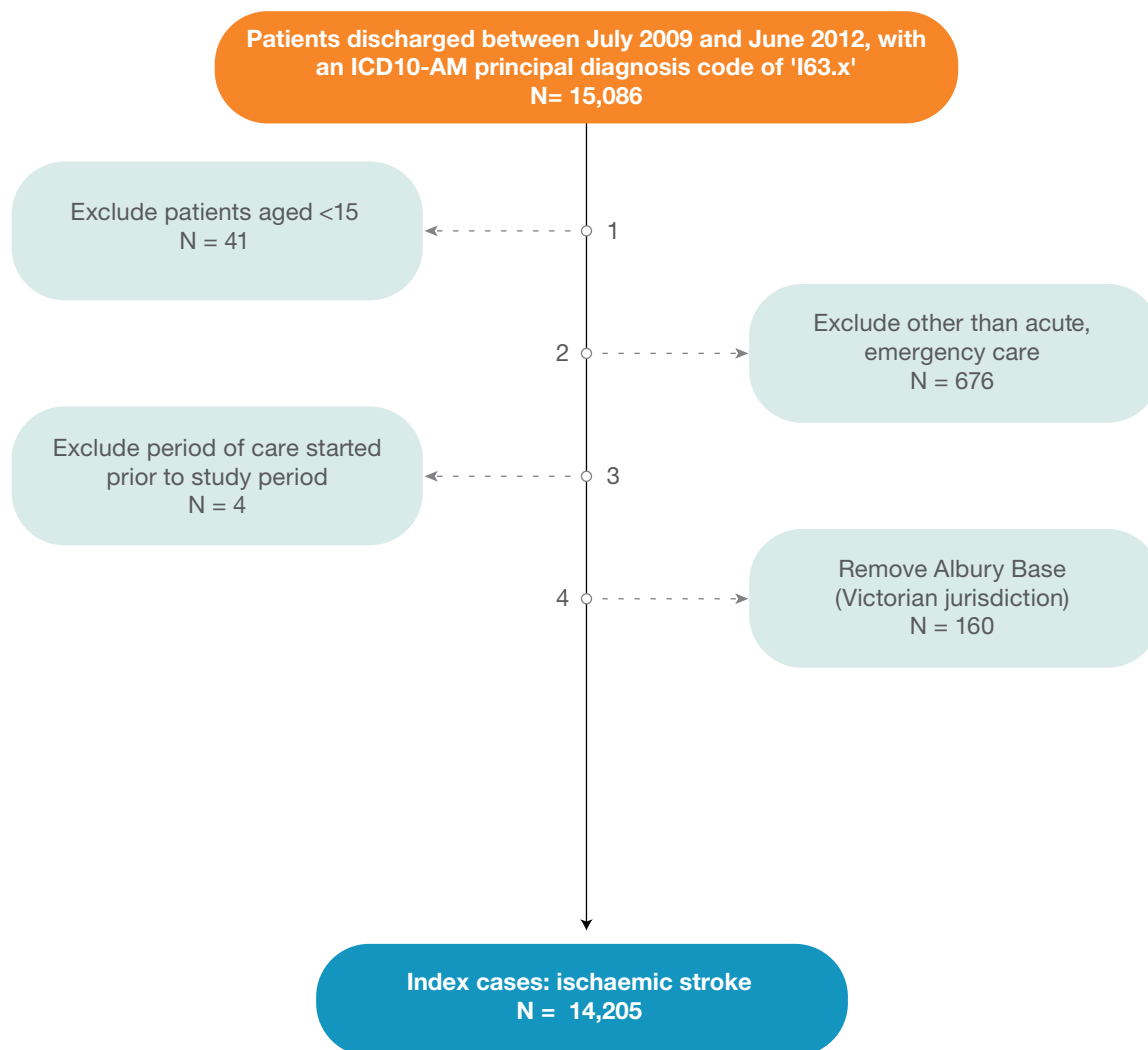 Patients discharged between July 2009 and June 2012, with
an ICD10-AM principal diagnosis code of 'I63.x'
N= 15,086
Exclude patients aged <15
N = 41
1
2
Exclude other than acute,
emergency care
N = 676
Exclude period of care started
prior to study period
N = 4
3
4
Remove Albury Base
(Victorian jurisdiction)
N = 160
Index cases: ischaemic stroke
N = 14,205